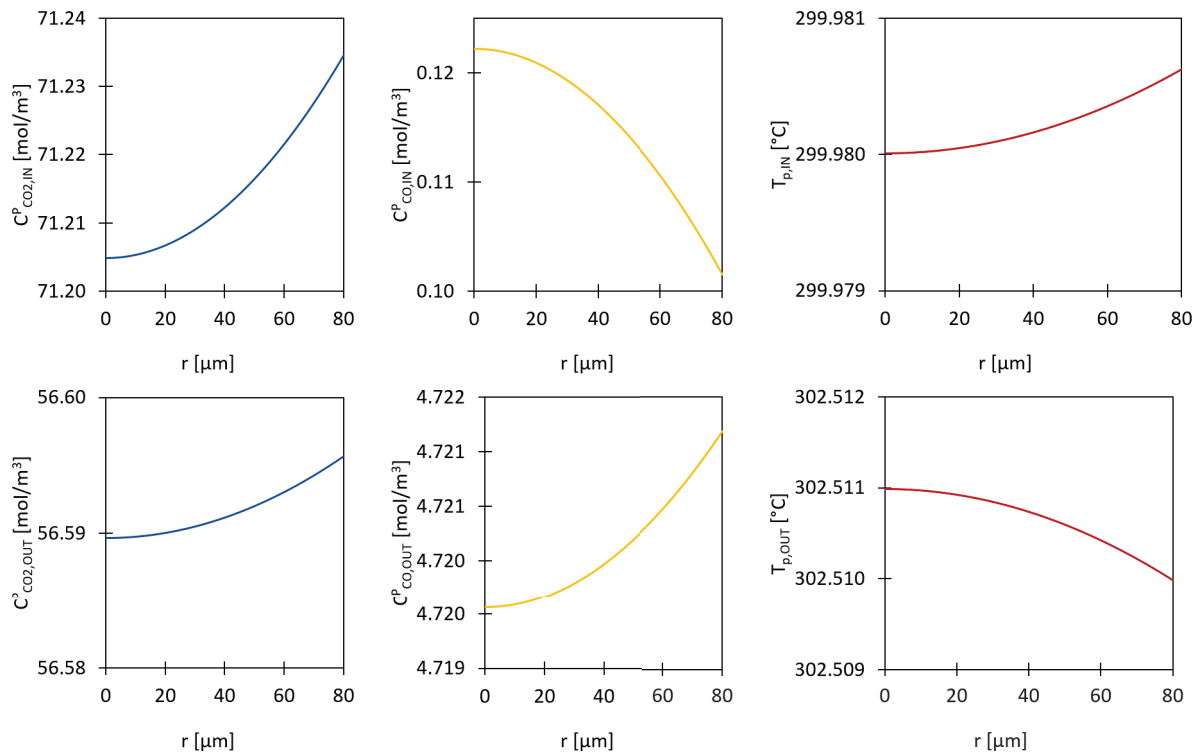 71.24
71.23
71.22
71.21
71.20
C^P_CO2,IN [mol/m³]
0 20 40 60 80
r [µm]
0.12
0.11
0.10
C^P_CO,IN [mol/m³]
0 20 40 60 80
r [µm]
299.981
299.980
299.979
T_p,IN [°C]
0 20 40 60 80
r [µm]
56.60
56.59
56.58
C^?_CO2,OUT [mol/m³]
0 20 40 60 80
r [µm]
4.722
4.721
4.721
4.720
4.720
4.719
C^P_CO,OUT [mol/m³]
0 20 40 60 80
r [µm]
302.512
302.511
302.510
302.509
T_p,OUT [°C]
0 20 40 60 80
r [µm]